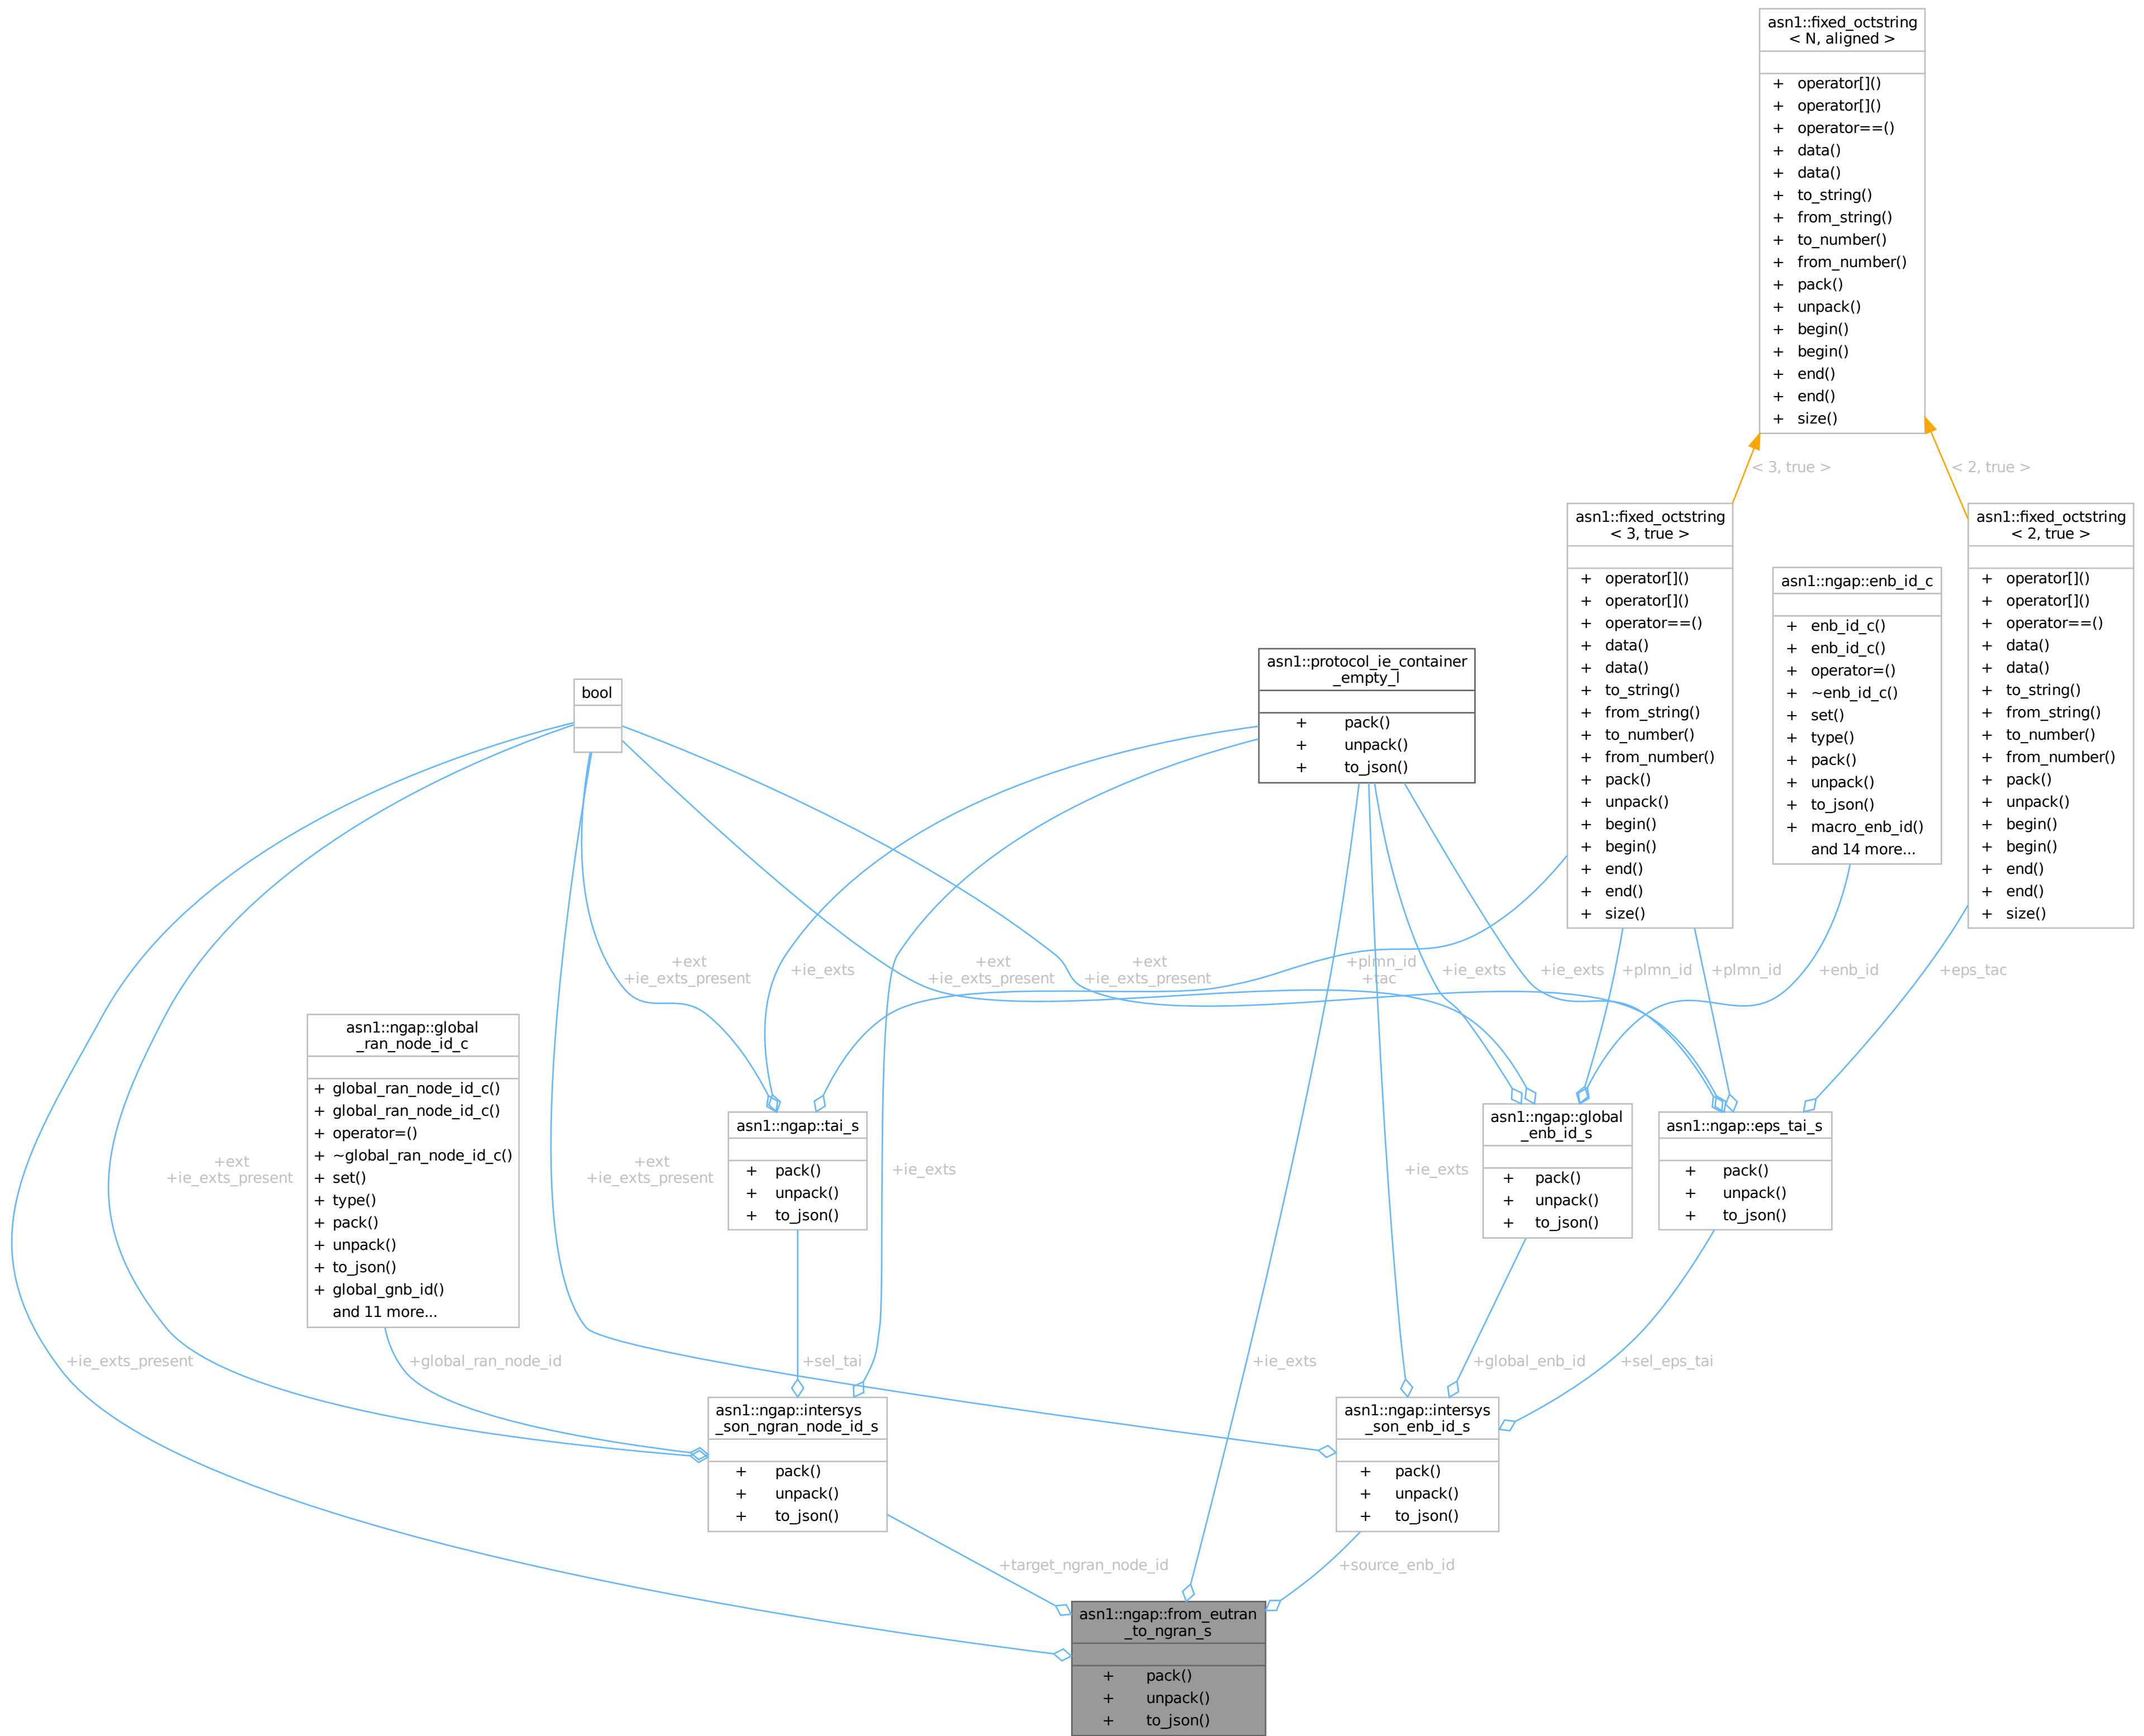 asn1::fixed_octstring
< N, aligned >
+ operator[]()
+ operator[]()
+ operator==()
+ data()
+ data()
+ to_string()
+ from_string()
+ to_number()
+ from_number()
+ pack()
+ unpack()
+ begin()
+ begin()
+ end()
+ end()
+ size()
< 3, true >
< 2, true >
asn1::fixed_octstring
< 3, true >
+ operator[]()
+ operator[]()
+ operator==()
+ data()
+ data()
+ to_string()
+ from_string()
+ to_number()
+ from_number()
+ pack()
+ unpack()
+ begin()
+ begin()
+ end()
+ end()
+ size()
asn1::ngap::enb_id_c
+ enb_id_c()
+ enb_id_c()
+ operator=()
+ ~enb_id_c()
+ set()
+ type()
+ pack()
+ unpack()
+ to_json()
+ macro_enb_id()
and 14 more...
asn1::fixed_octstring
< 2, true >
+ operator[]()
+ operator[]()
+ operator==()
+ data()
+ data()
+ to_string()
+ from_string()
+ to_number()
+ from_number()
+ pack()
+ unpack()
+ begin()
+ begin()
+ end()
+ end()
+ size()
bool
asn1::protocol_ie_container
_empty_l
+ pack()
+ unpack()
+ to_json()
+ext
+ie_exts_present
+ie_exts
+ext
+ie_exts_present
+ext
+ie_exts_present
+plmn_id
+tac
+ie_exts
+ie_exts
+plmn_id
+plmn_id
+enb_id
+eps_tac
asn1::ngap::global
_ran_node_id_c
+ global_ran_node_id_c()
+ global_ran_node_id_c()
+ operator=()
+ ~global_ran_node_id_c()
+ set()
+ type()
+ pack()
+ unpack()
+ to_json()
+ global_gnb_id()
and 11 more...
asn1::ngap::tai_s
+ pack()
+ unpack()
+ to_json()
asn1::ngap::global
_enb_id_s
+ pack()
+ unpack()
+ to_json()
asn1::ngap::eps_tai_s
+ pack()
+ unpack()
+ to_json()
+ext
+ie_exts_present
+ext
+ie_exts_present
+ie_exts
+ie_exts
+ie_exts_present
+global_ran_node_id
+sel_tai
+ie_exts
+global_enb_id
+sel_eps_tai
asn1::ngap::intersys
_son_ngran_node_id_s
+ pack()
+ unpack()
+ to_json()
asn1::ngap::intersys
_son_enb_id_s
+ pack()
+ unpack()
+ to_json()
+target_ngran_node_id
+source_enb_id
asn1::ngap::from_eutran
_to_ngran_s
+ pack()
+ unpack()
+ to_json()